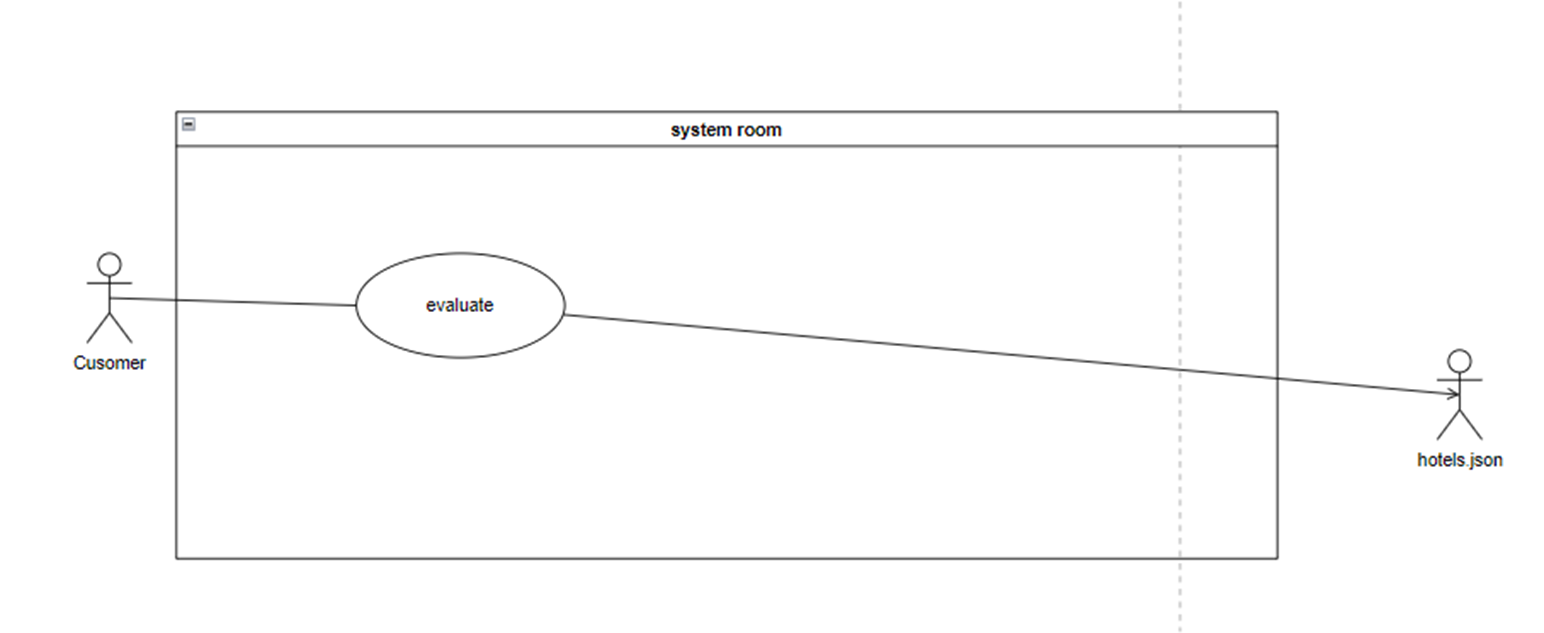 system room
evaluate
Cusomer
hotels.json